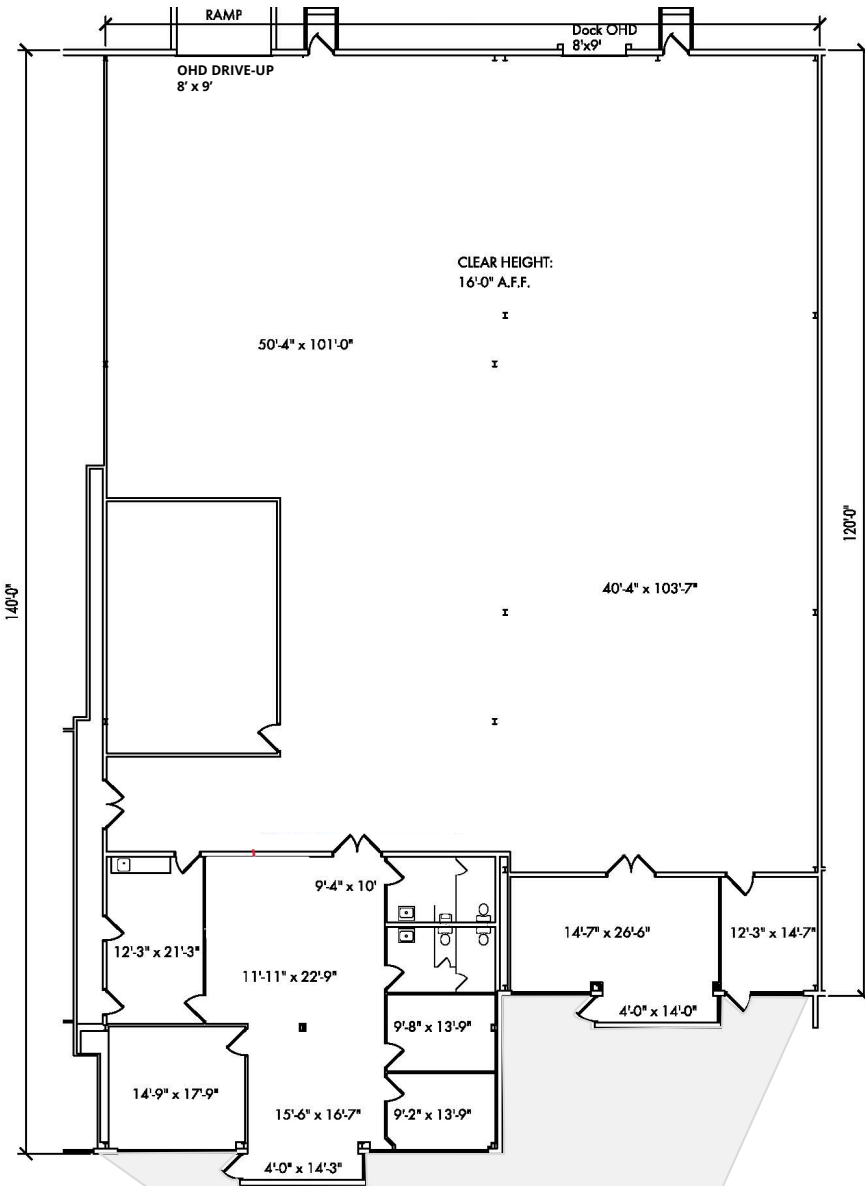 RAMP
Dock OHD
8'x9'
OHD DRIVE-UP
8' x 9'
CLEAR HEIGHT:
16'-0" A.F.F.
50'-4" x 101'-0"
120'-0"
140'-0"
40'-4" x 103'-7"
9'-4" x 10'
14'-7" x 26'-6"
12'-3" x 14'-7"
12'-3" x 21'-3"
11'-11" x 22'-9"
4'-0" x 14'-0"
9'-8" x 13'-9"
14'-9" x 17'-9"
15'-6" x 16'-7"
9'-2" x 13'-9"
4'-0" x 14'-3"